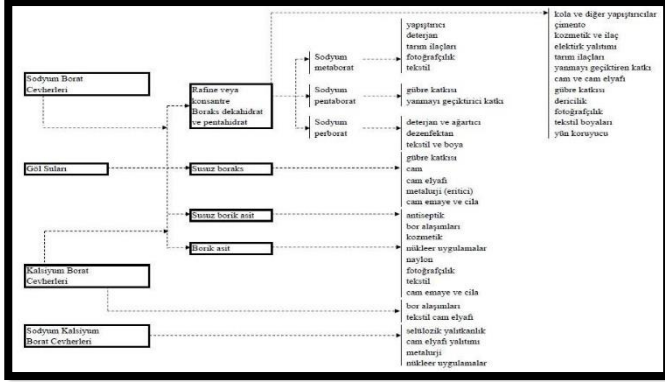 Sodyum Borat
Cevherleri
Göl Suları
Kalsiyum Borat
Cevherleri
Sodyum Kalsiyum
Borat Cevherleri
Rafine veya
konsantre
Boraks dekahidrat
ve pentahidrat
Susuz boraks
Susuz borik asit
Borik asit
Sodyum
metaborat
Sodyum
pentaborat
Sodyum
perborat
yapıştırıcı
deterjan
tarım ilaçları
fotoğrafçılık
tekstil
gübre katkısı
yanmayı geçiktirici katkı
deterjan ve ağartıcı
dezenfektan
tekstil ve boya
gübre katkısı
cam
cam elyafı
metalurji (eritici)
cam emaye ve cila
antiseptik
bor alaşımları
kozmetik
nükleer uygulamalar
naylon
fotoğrafçılık
tekstil
cam emaye ve cila
bor alaşımları
tekstil cam elyafı
selülozik yalıtkanlık
cam elyafı yalıtımı
metalurji
nükleer uygulamalar
kola ve diğer yapıştırıcılar
çimento
kozmetik ve ilaç
elektirk yalıtımı
tarım ilaçları
yanmayı geçiktiren katkı
cam ve cam elyafı
gübre katkısı
dericilik
fotoğrafçılık
tekstil boyaları
yün koruyucu